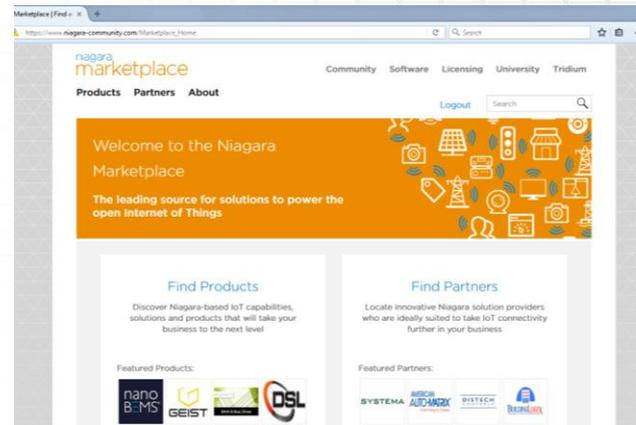 Marketplace | Find a
https://www.niagara-community.com/Marketplace_Home
Search
niagara
marketplace
Community Software Licensing University Tridium
Products Partners About
Logout Search
Welcome to the Niagara
Marketplace
The leading source for solutions to power the
open Internet of Things
Find Products
Discover Niagara-based IoT capabilities,
solutions and products that will take your
business to the next level
Featured Products:
nano
BEMS
GEIST
DSL
Find Partners
Locate innovative Niagara solution providers
who are ideally suited to take IoT connectivity
further in your business
Featured Partners:
SYSTEMA
AMERICAN
AUTO-MATRIX
DISTECH
BUILDINGLOGIX